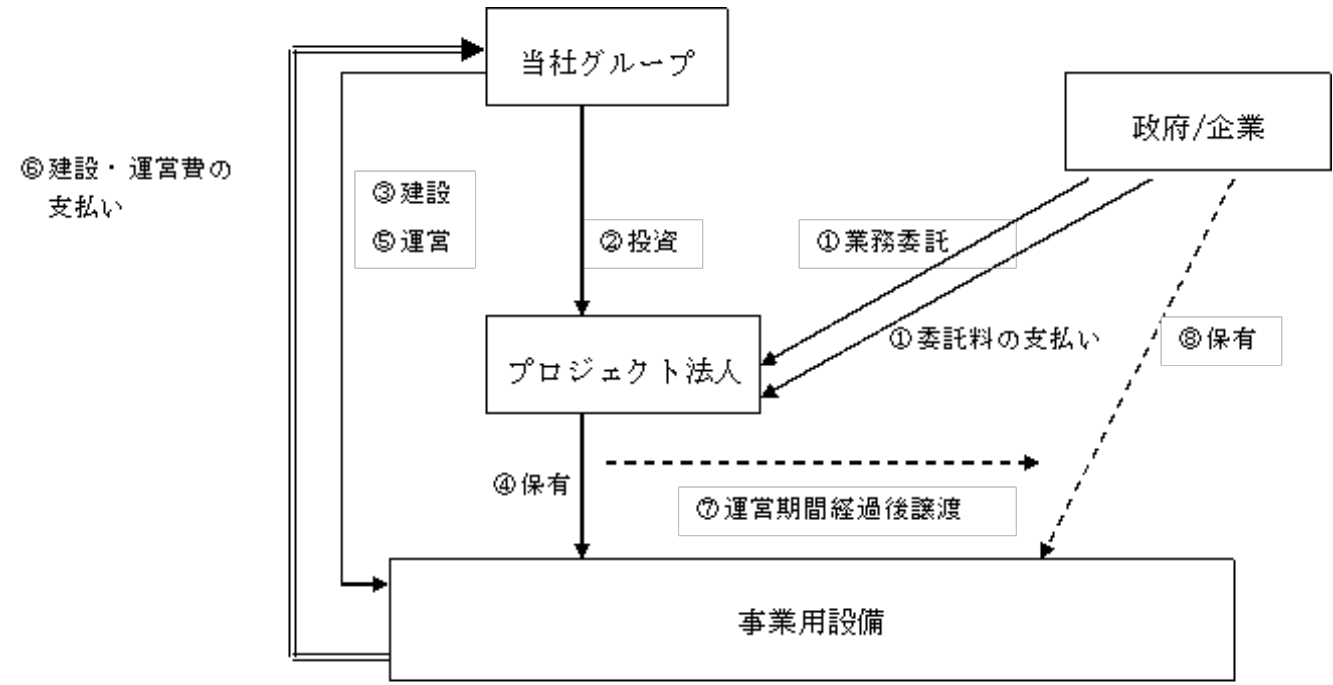 当社グループ
政府/企業
⑥建設・運営費の
支払い
③建設
⑤運営
②投資
①業務委託
①委託料の支払い
⑧保有
プロジェクト法人
④保有
⑦運営期間経過後譲渡
事業用設備